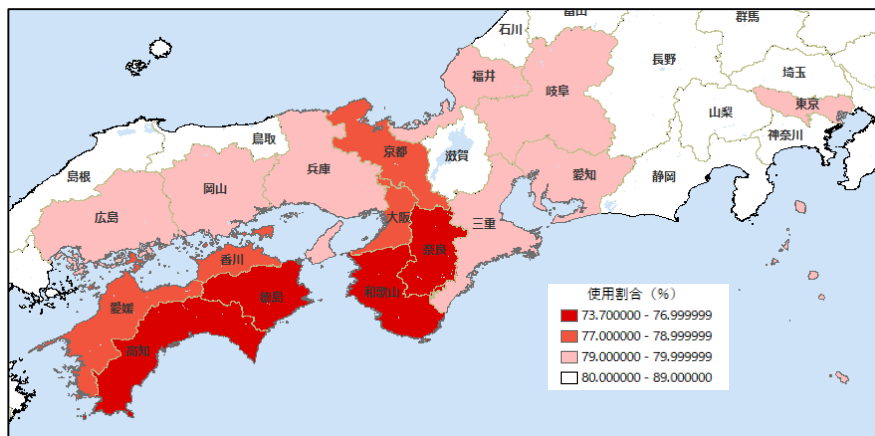 石川
富山
群馬
長野
福井
埼玉
岐阜
東京
山梨
神奈川
鳥取
京都
滋賀
兵庫
島根
岡山
愛知
静岡
広島
大阪
三重
奈良
香川
和歌山
徳島
愛媛
高知
使用割合（%）
73.700000 - 76.999999
77.000000 - 78.999999
79.000000 - 79.999999
80.000000 - 89.000000